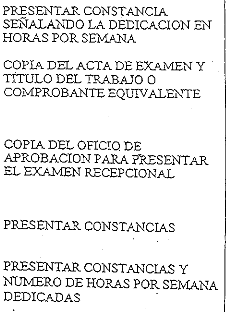 PRESENTAR CONSTANCIA
SEÑALANDO LA DEDICACION EN
HORAS POR SEMANA
COPIA DEL ACTA DE EXAMEN Y
TITULO DEL TRABAJO O
COMPROBANTE EQUIVALENTE
COPIA DEL OFICIO DE
APROBACION PARA PRESENTAR
EL EXAMEN RECEPCIONAL
PRESENTAR CONSTANCIAS
PRESENTAR CONSTANCIAS Y
NUMERO DE HORAS POR SEMANA
DEDICADAS